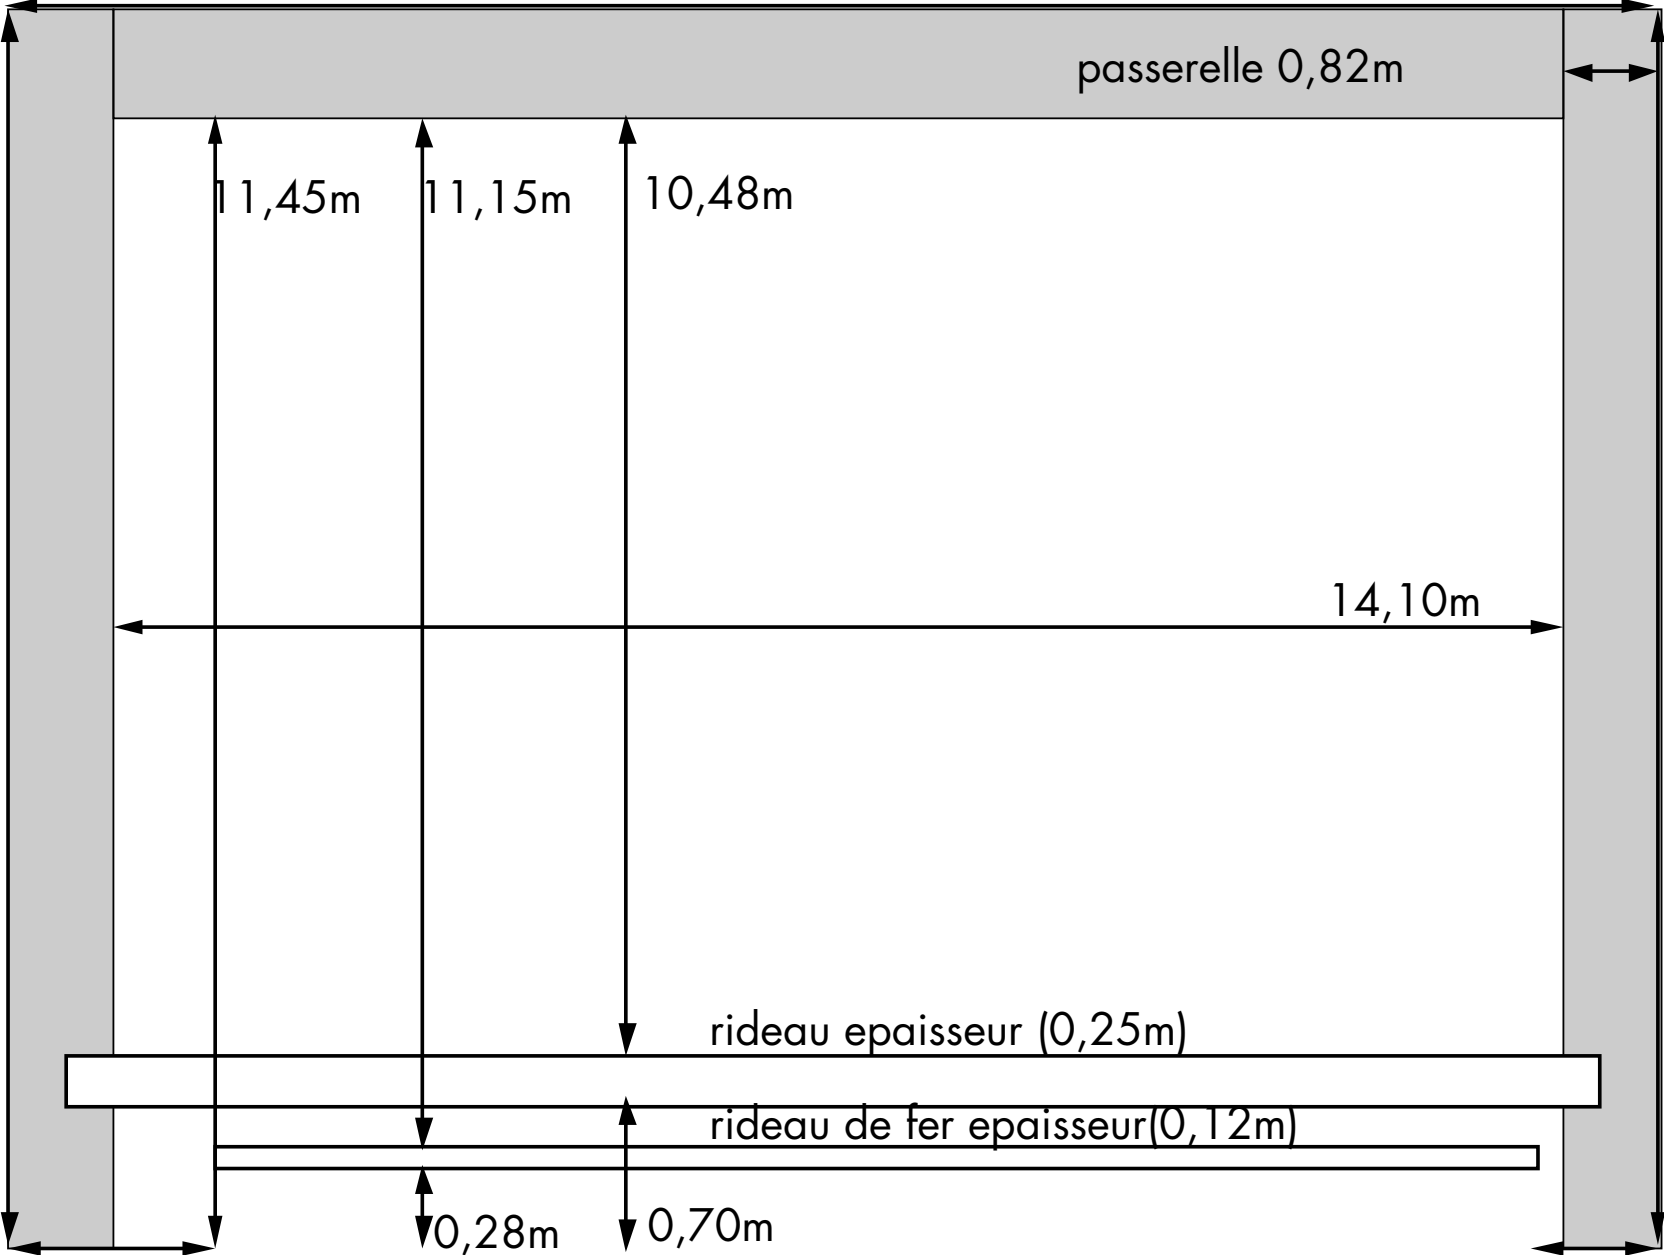 passerelle 0,82m
11,45m
11,15m
10,48m
14,10m
rideau epaisseur (0,25m)
rideau de fer epaisseur(0,12m)
0,28m
0,70m